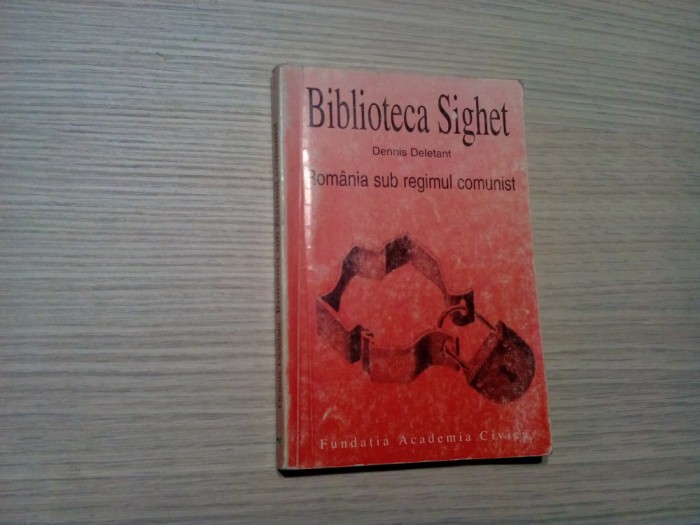 Biblioteca Sighet
Dennis Deletant
România sub regimul comunist
Fundația Academia Civică